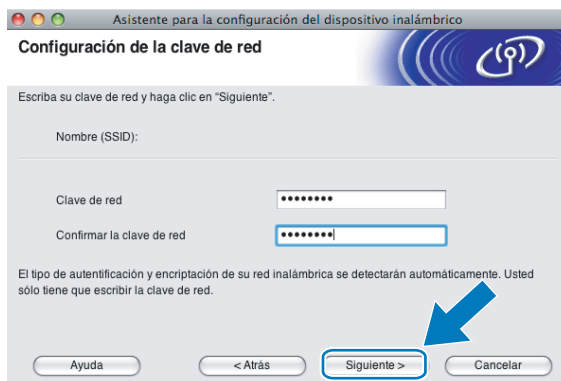 Asistente para la configuración del dispositivo inalámbrico
Configuración de la clave de red
Escriba su clave de red y haga clic en “Siguiente”.
Nombre (SSID):
Clave de red ••••••••
Confirmar la clave de red ••••••••
El tipo de autentificación y encriptación de su red inalámbrica se detectarán automáticamente. Usted
sólo tiene que escribir la clave de red.
Ayuda < Atrás Siguiente > Cancelar